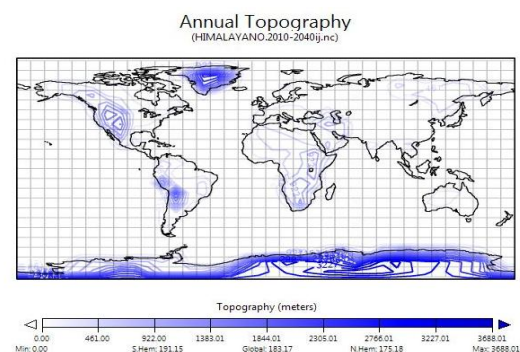 Annual Topography
(HIMALAYANO.2010-2040ij.nc)
Topography (meters)
0.00 461.00 922.00 1383.01 1844.01 2305.01 2766.01 3227.01 3688.01
Min: 0.00 S.Hem: 191.15 Global: 183.17 N.Hem: 175.18 Max: 3688.01